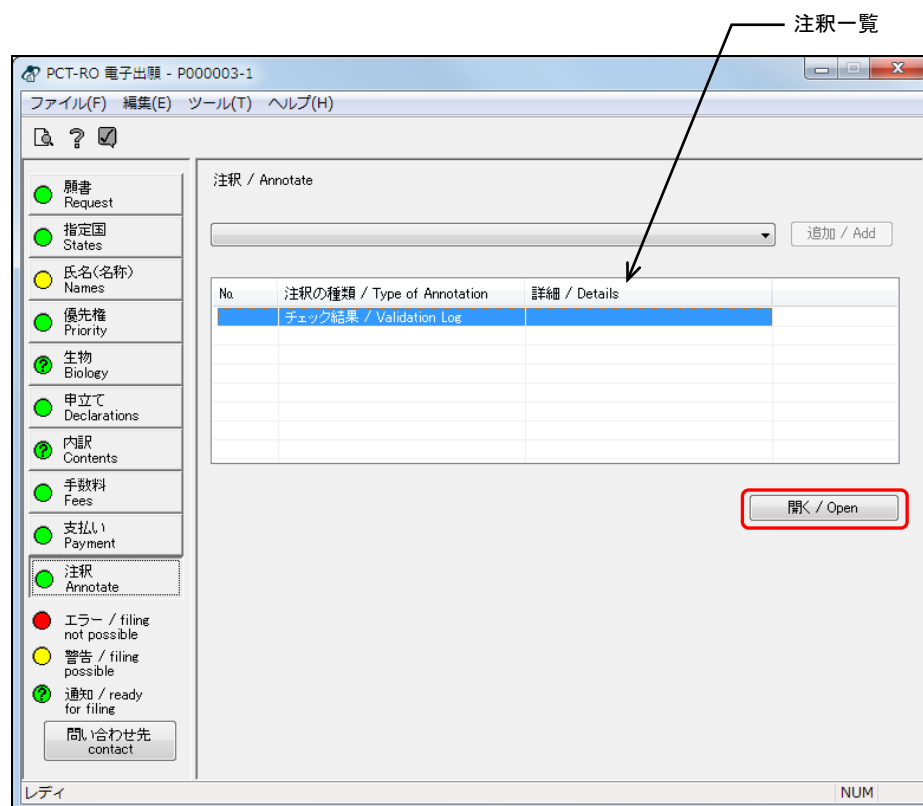 注釈一覧
PCT-RO 電子出願 - P000003-1
ファイル(F) 編集(E) ツール(T) ヘルプ(H)
注釈 / Annotate
願書
Request
指定国
States
追加 / Add
氏名(名称)
Names
No. 注釈の種類 / Type of Annotation 詳細 / Details
チェック結果 / Validation Log
優先権
Priority
生物
Biology
申立て
Declarations
内訳
Contents
手数料
Fees
開く / Open
支払い
Payment
注釈
Annotate
エラー / filing
not possible
警告 / filing
possible
通知 / ready
for filing
問い合わせ先
contact
レディ NUM